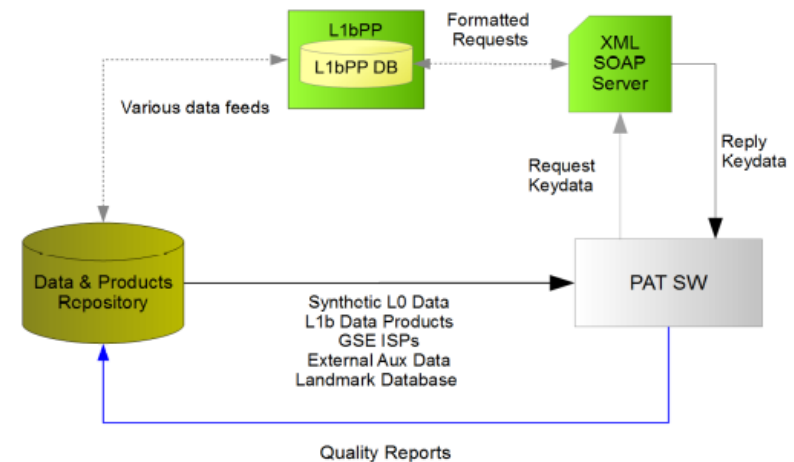 Formatted
Requests
L1bPP
L1bPP DB
XML
SOAP
Server
Various data feeds
Reply
Keydata
Request
Keydata
Data & Products
Repository
PAT SW
Synthetic L0 Data
L1b Data Products
GSE ISPs
External Aux Data
Landmark Database
Quality Reports